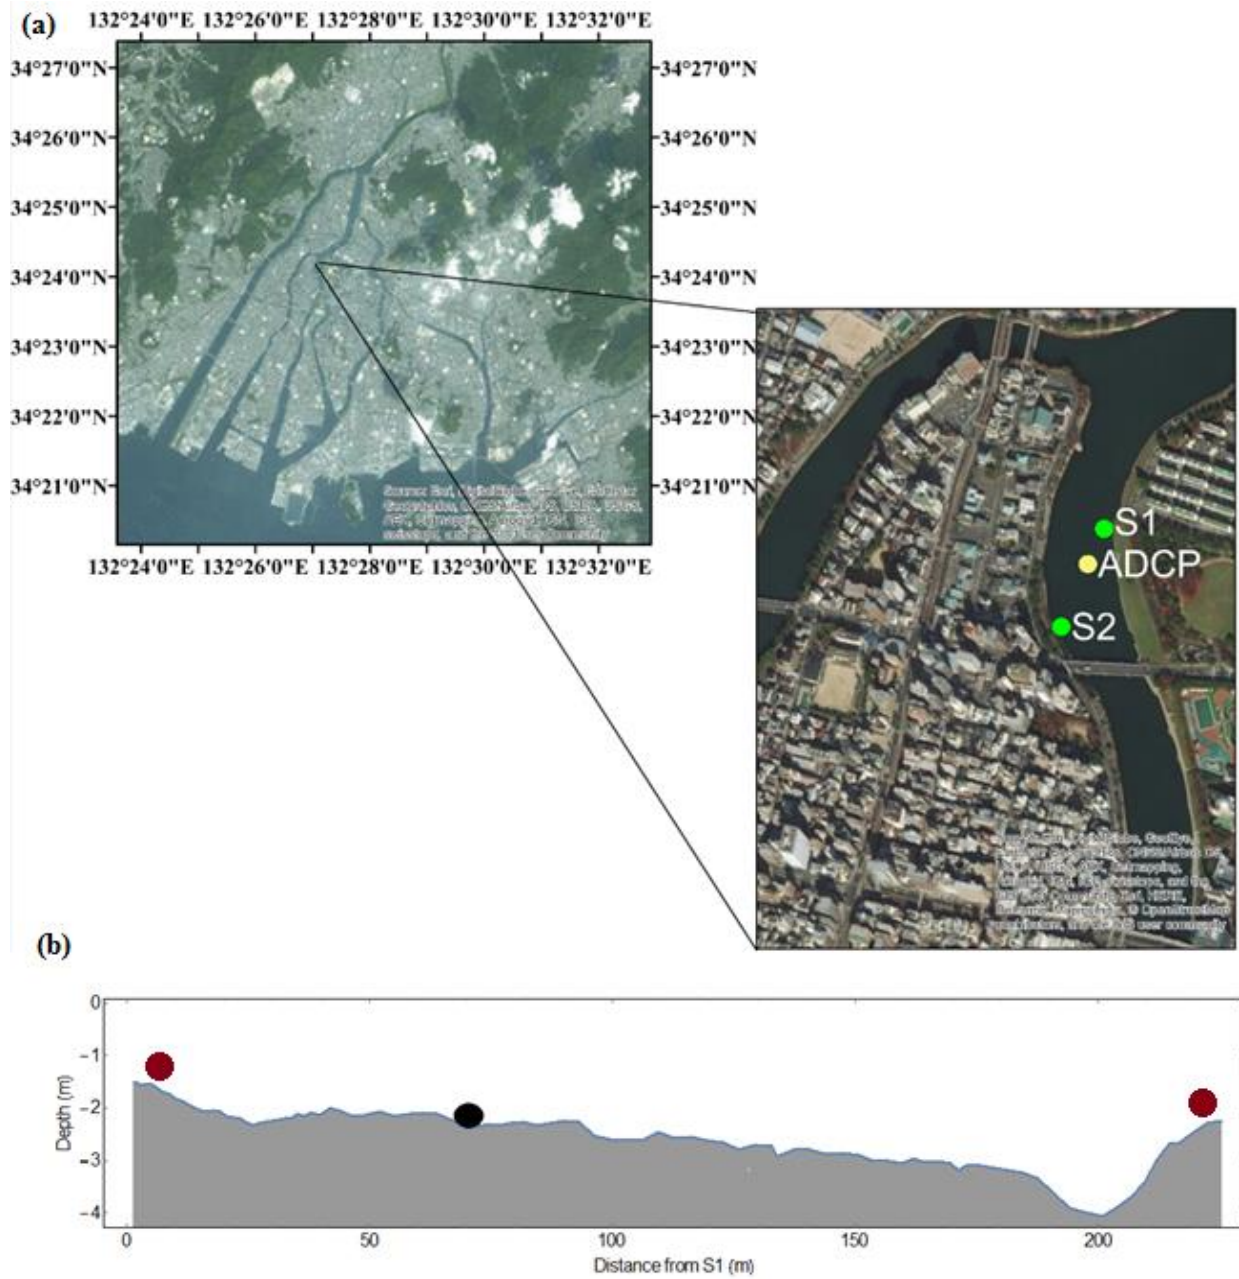 (a)
132°24'0"E 132°26'0"E 132°28'0"E 132°30'0"E 132°32'0"E
34°27'0"N 34°27'0"N
34°26'0"N 34°26'0"N
34°25'0"N 34°25'0"N
34°24'0"N 34°24'0"N
34°23'0"N 34°23'0"N
34°22'0"N 34°22'0"N
34°21'0"N 34°21'0"N
132°24'0"E 132°26'0"E 132°27'0"E 132°30'0"E 132°32'0"E
S1
ADCP
S2
user community
(b)
0
-1
-2
-3
-4
Depth (m)
0 50 100 150 200
Distance from S1 (m)